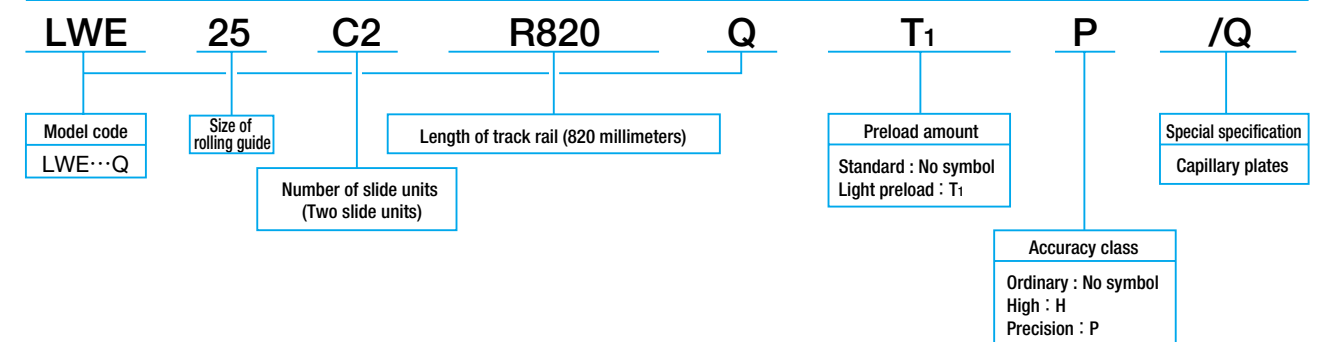 LWE 25 C2 R820 Q T1 P /Q
Model code
LWE⋯Q
Size of
rolling guide
Number of slide units
(Two slide units)
Length of track rail (820 millimeters)
Preload amount
Standard : No symbol
Light preload：T1
Accuracy class
Ordinary : No symbol
High：H
Precision：P
Special specification
Capillary plates